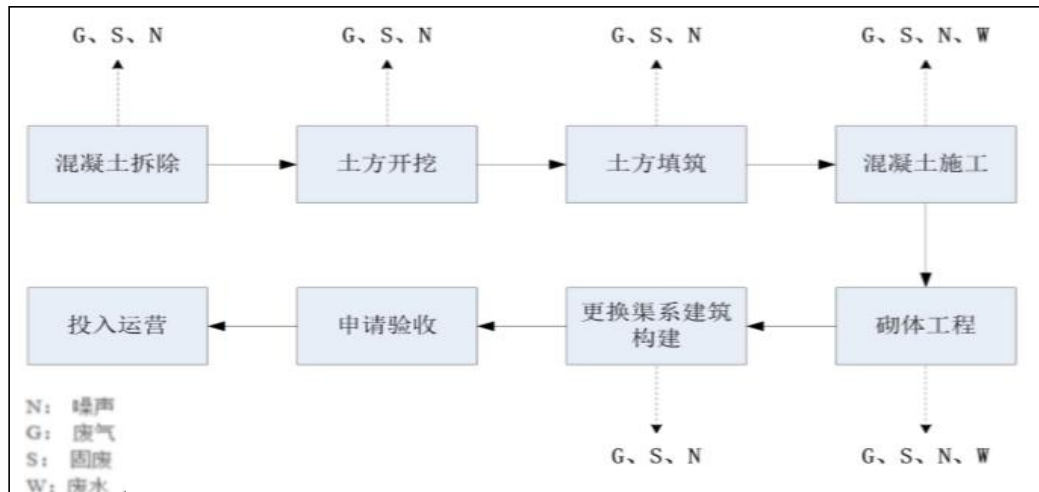 G、S、N
G、S、N
G、S、N
G、S、N、W
混凝土拆除
土方开挖
土方填筑
混凝土施工
投入运营
申请验收
更换渠系建筑
构建
砌体工程
N： 噪声
G： 废气
S： 固废
W：废水
G、S、N
G、S、N、W